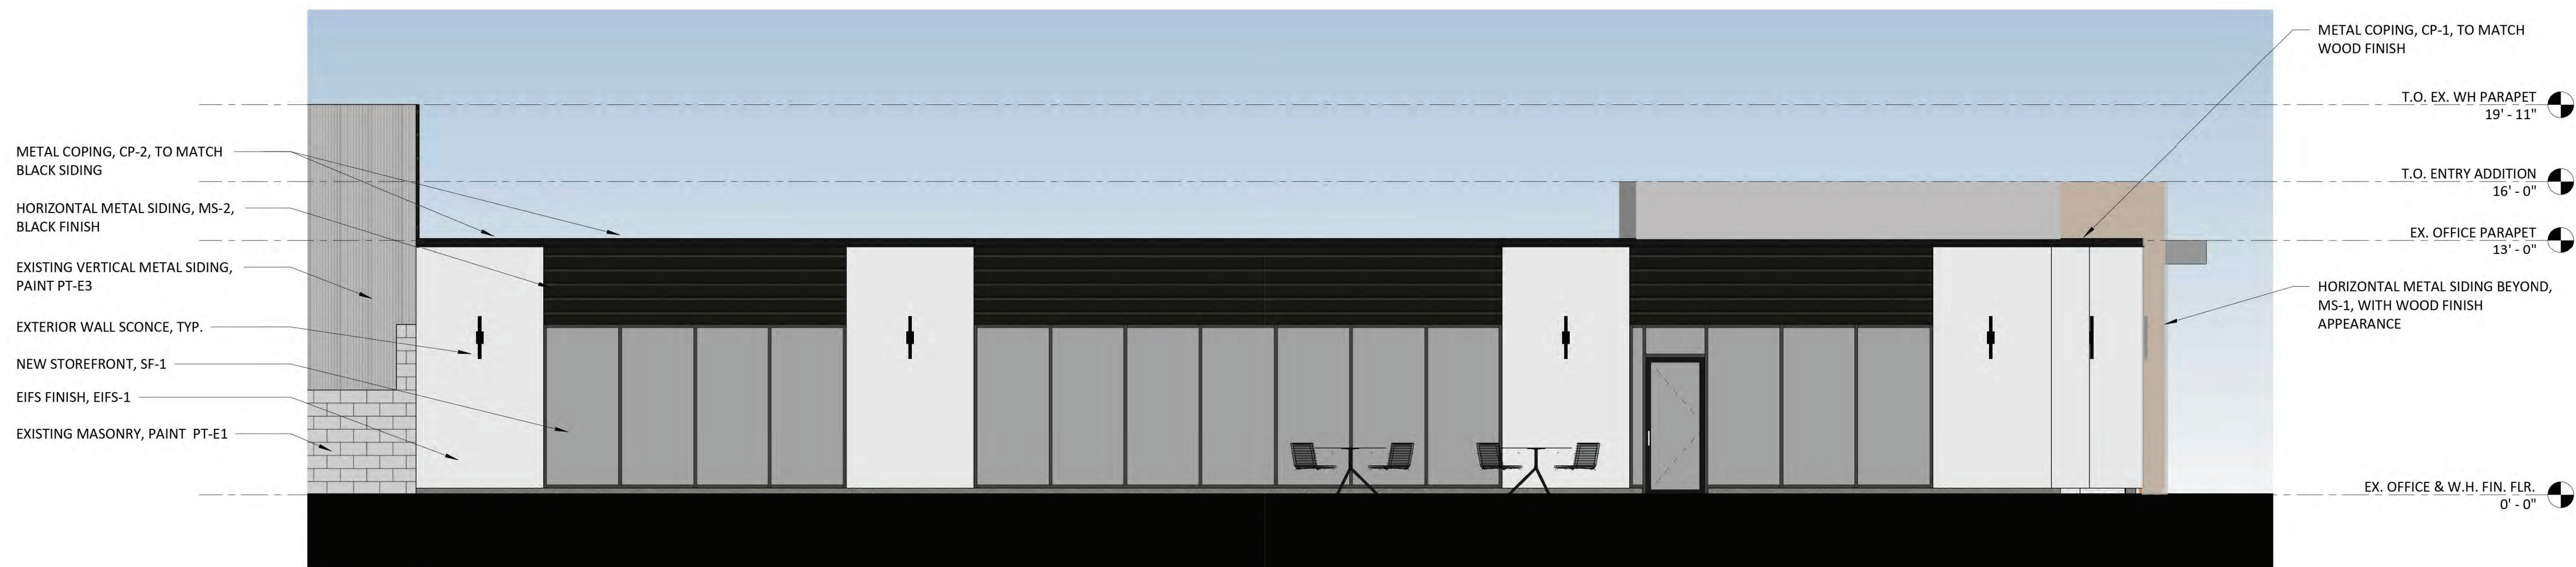 METAL COPING, CP-2, TO MATCH
BLACK SIDING
HORIZONTAL METAL SIDING, MS-2,
BLACK FINISH
EXISTING VERTICAL METAL SIDING,
PAINT PT-E3
EXTERIOR WALL SCONCE, TYP.
NEW STOREFRONT, SF-1
EIFS FINISH, EIFS-1
EXISTING MASONRY, PAINT  PT-E1
METAL COPING, CP-1, TO MATCH
WOOD FINISH
T.O. EX. WH PARAPET
19' - 11"
T.O. ENTRY ADDITION
16' - 0"
EX. OFFICE PARAPET
13' - 0"
HORIZONTAL METAL SIDING BEYOND,
MS-1, WITH WOOD FINISH
APPEARANCE
EX. OFFICE & W.H. FIN. FLR.
0' - 0"